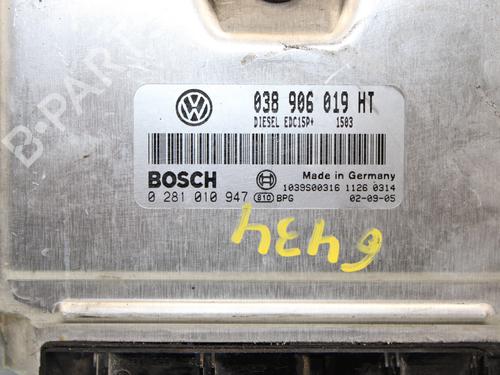 B-PARTS
038 906 019 HT
DIESEL EDC15P+ 1503
BOSCH
Made in Germany
1039S00316 1126 0314
0 281 010 947 810 BPG 02-09-05
6434